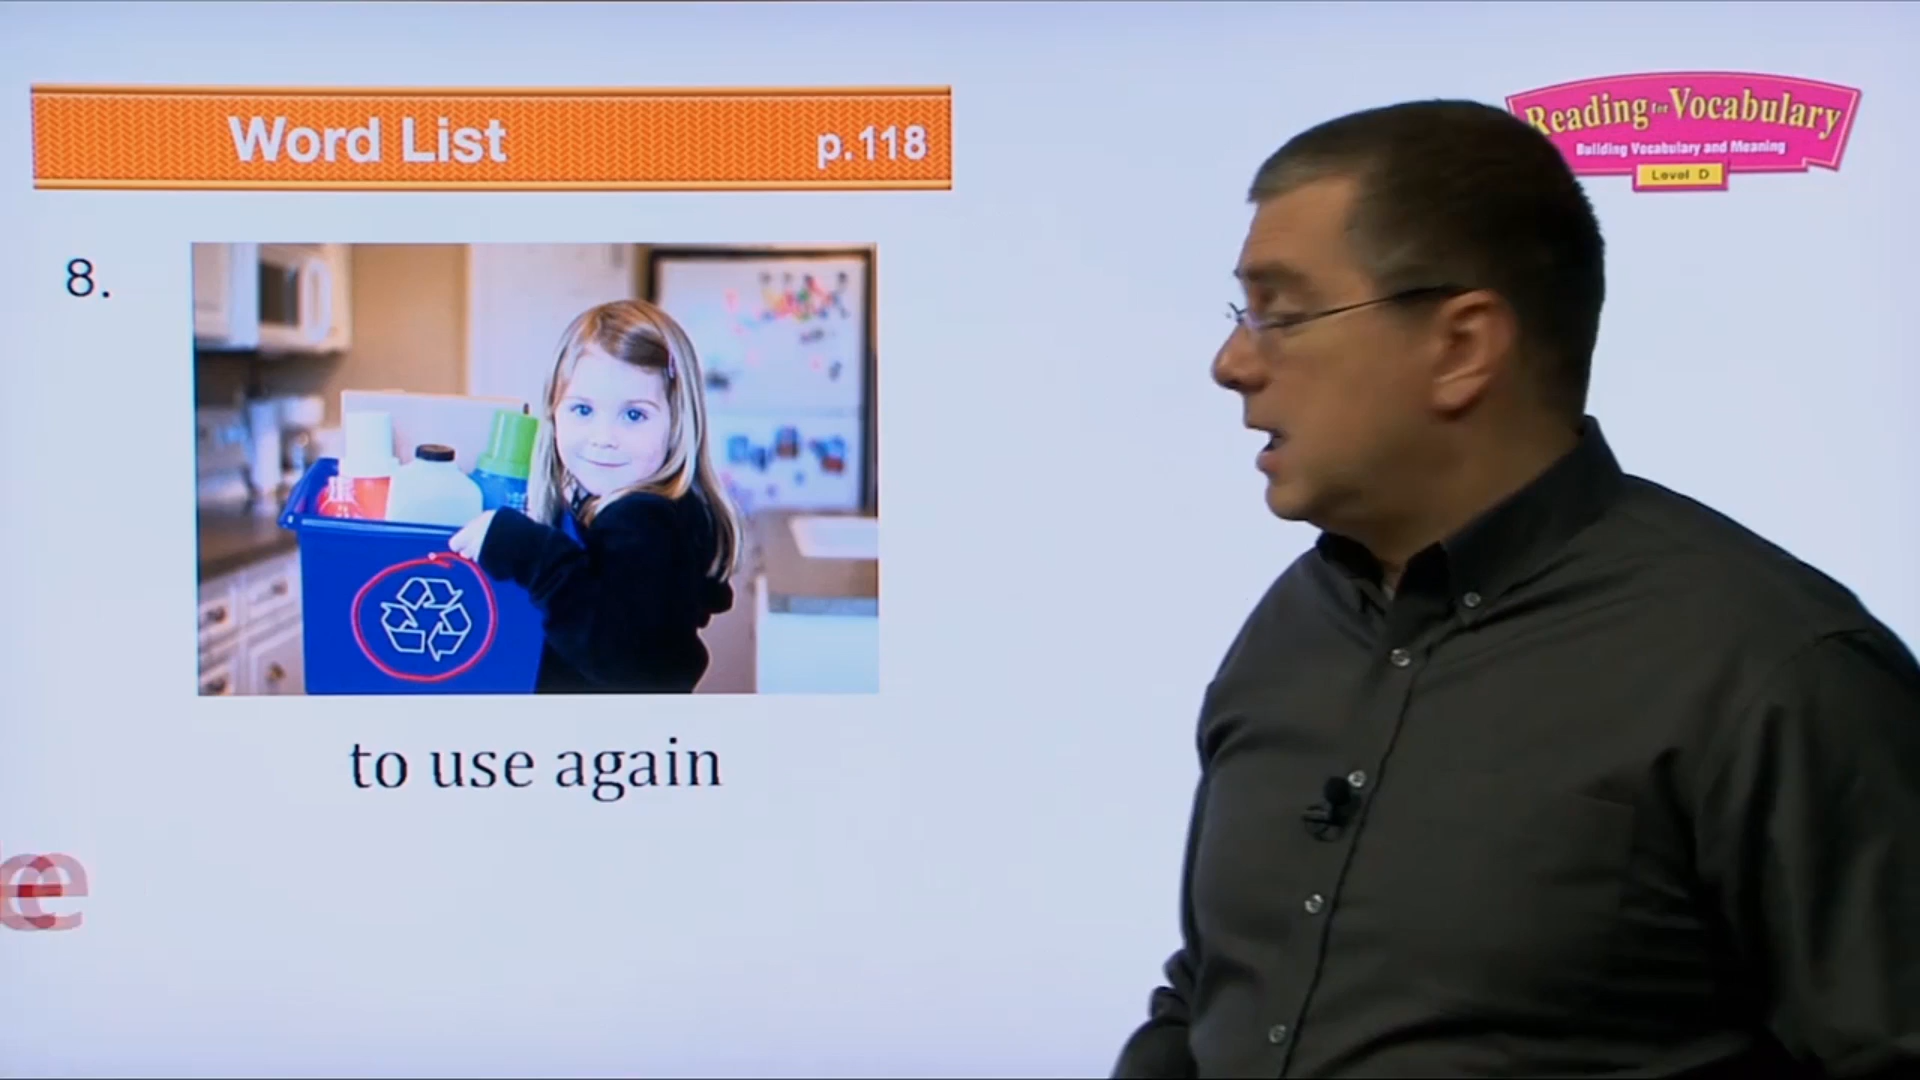 Word List p.118
Reading for Vocabulary
Building Vocabulary and Meaning
Level D
8.
to use again
e